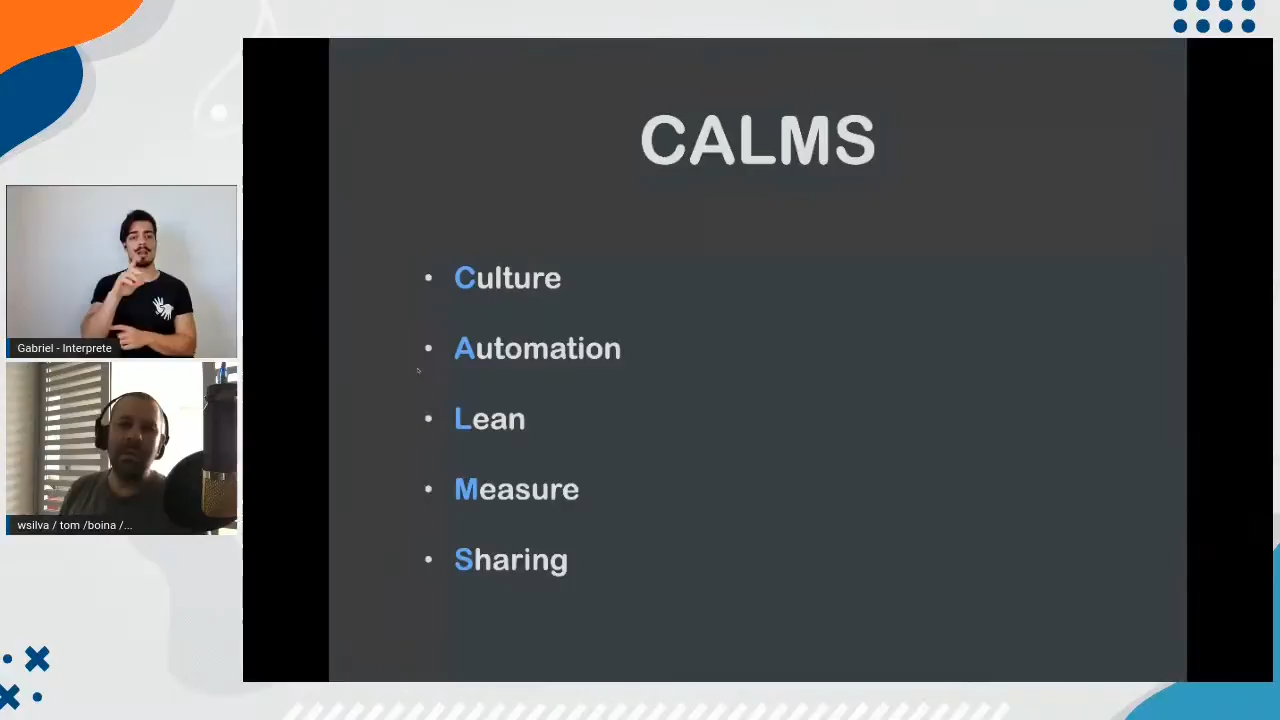 CALMS
• Culture
• Automation
• Lean
• Measure
• Sharing
Gabriel - Interprete
wsilva / tom /boina /...